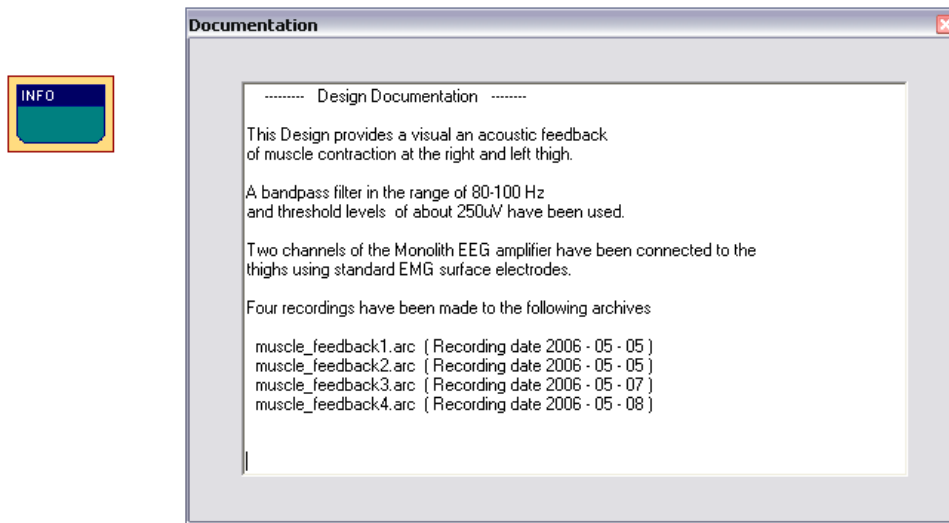 Documentation
INFO
--------- Design Documentation --------
This Design provides a visual an acoustic feedback
of muscle contraction at the right and left thigh.
A bandpass filter in the range of 80-100 Hz
and threshold levels of about 250uV have been used.
Two channels of the Monolith EEG amplifier have been connected to the
thighs using standard EMG surface electrodes.
Four recordings have been made to the following archives
muscle_feedback1.arc ( Recording date 2006 - 05 - 05 )
muscle_feedback2.arc ( Recording date 2006 - 05 - 05 )
muscle_feedback3.arc ( Recording date 2006 - 05 - 07 )
muscle_feedback4.arc ( Recording date 2006 - 05 - 08 )